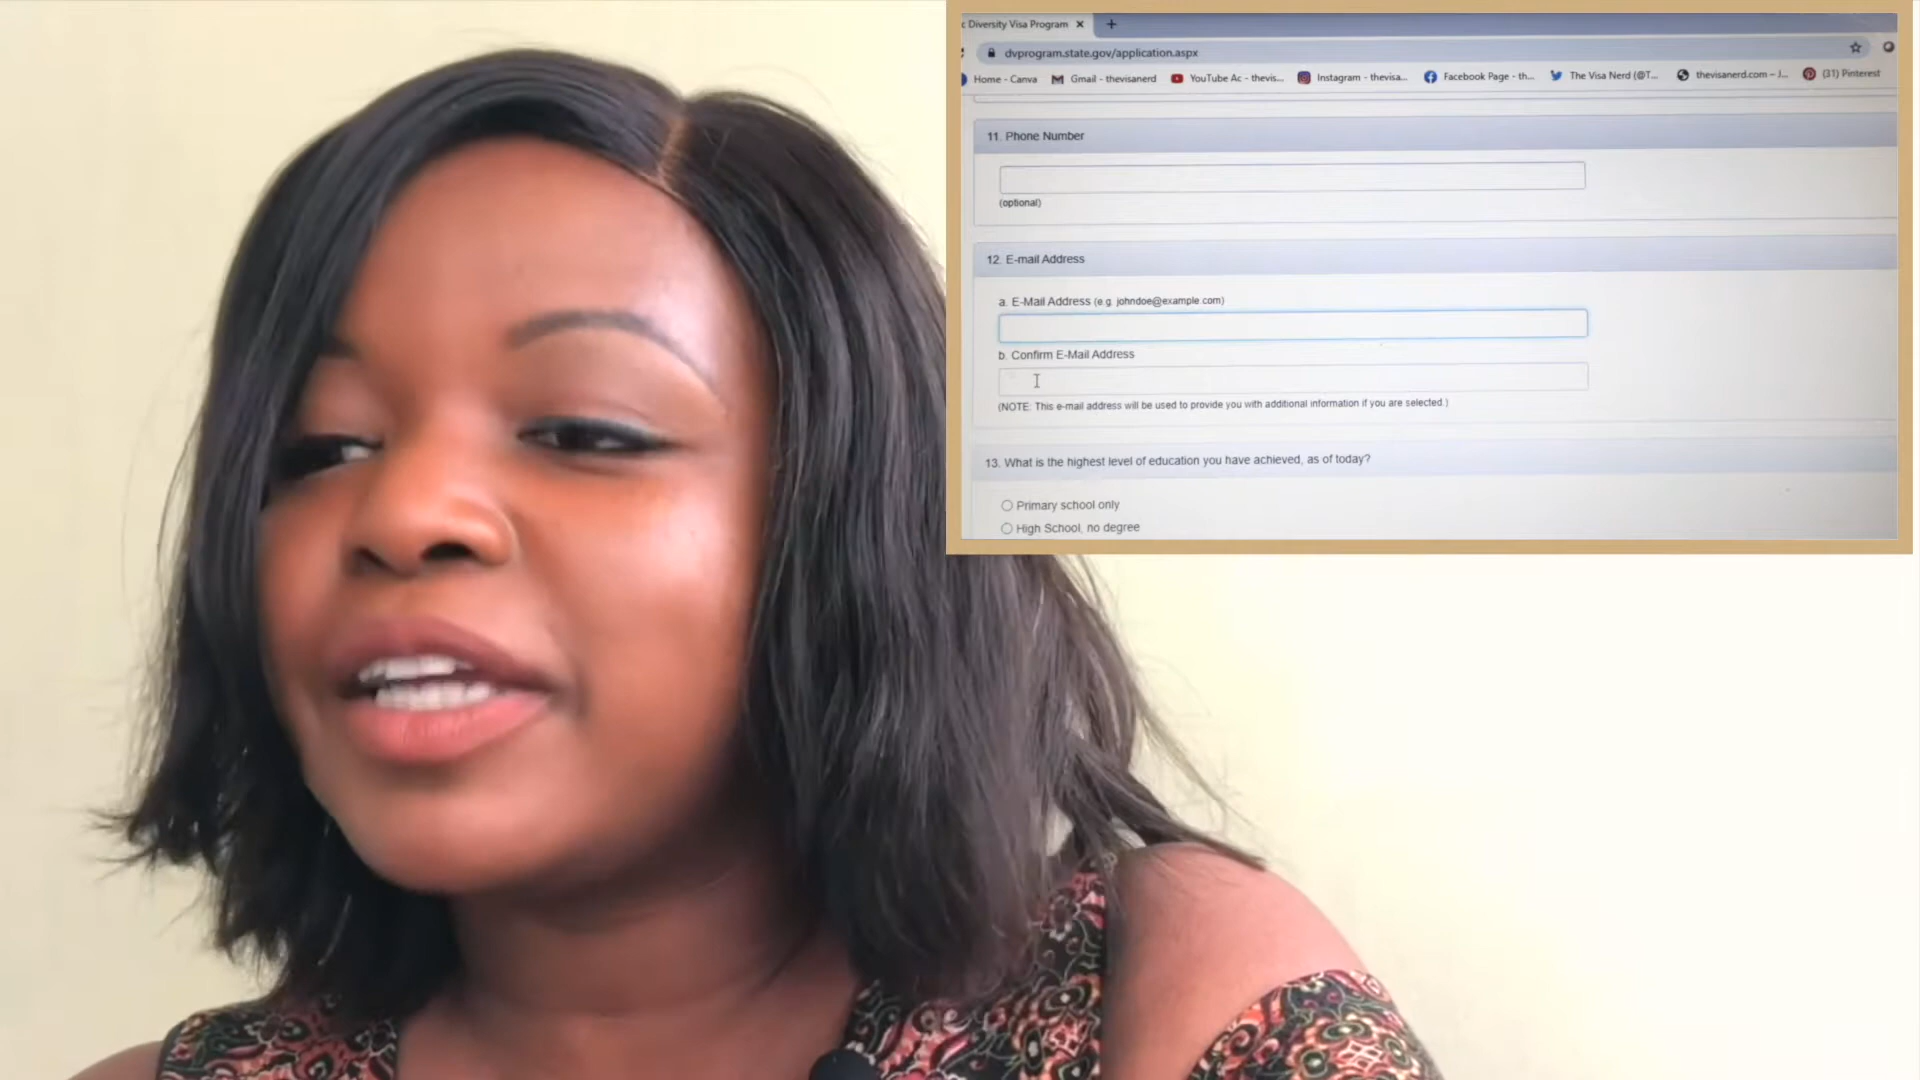 c Diversity Visa Program
dvprogram.state.gov/application.aspx
Home - Canva Gmail - thevisanerd YouTube Ac - thevis... Instagram - thevisa... Facebook Page - th... The Visa Nerd (@T... thevisanerd.com – J... (31) Pinterest
11. Phone Number
(optional)
12. E-mail Address
a. E-Mail Address (e.g. johndoe@example.com)
b. Confirm E-Mail Address
(NOTE: This e-mail address will be used to provide you with additional information if you are selected.)
13. What is the highest level of education you have achieved, as of today?
Primary school only
High School, no degree